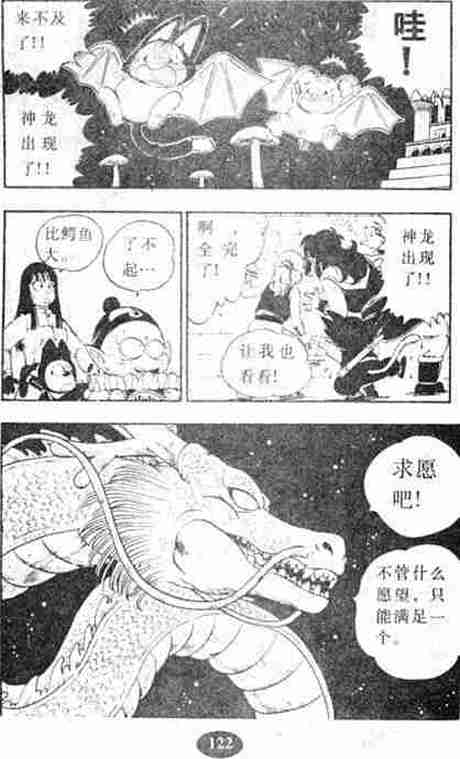 哇!
来不及
了!!
神龙
出现
了!!
神龙
出现
了!!
啊,
全完
了!
让我也
看看!
了不
起…
比鳄鱼
大…
求愿
吧!
不管什么
愿望,只
能满足一
个。
122